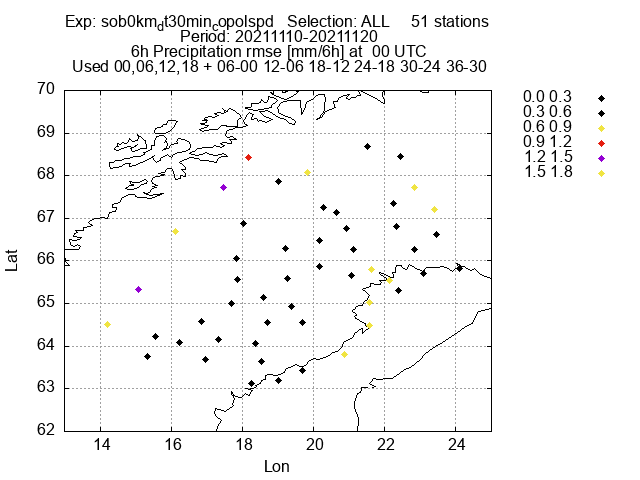 Exp: sob0km_dt30min_copolspd Selection: ALL 51 stations
Period: 20211110-20211120
6h Precipitation rmse [mm/6h] at 00 UTC
Used 00,06,12,18 + 06-00 12-06 18-12 24-18 30-24 36-30
70
69
68
67
66
65
64
63
62
Lat
14 16 18 20 22 24
Lon
0.0 0.3
0.3 0.6
0.6 0.9
0.9 1.2
1.2 1.5
1.5 1.8